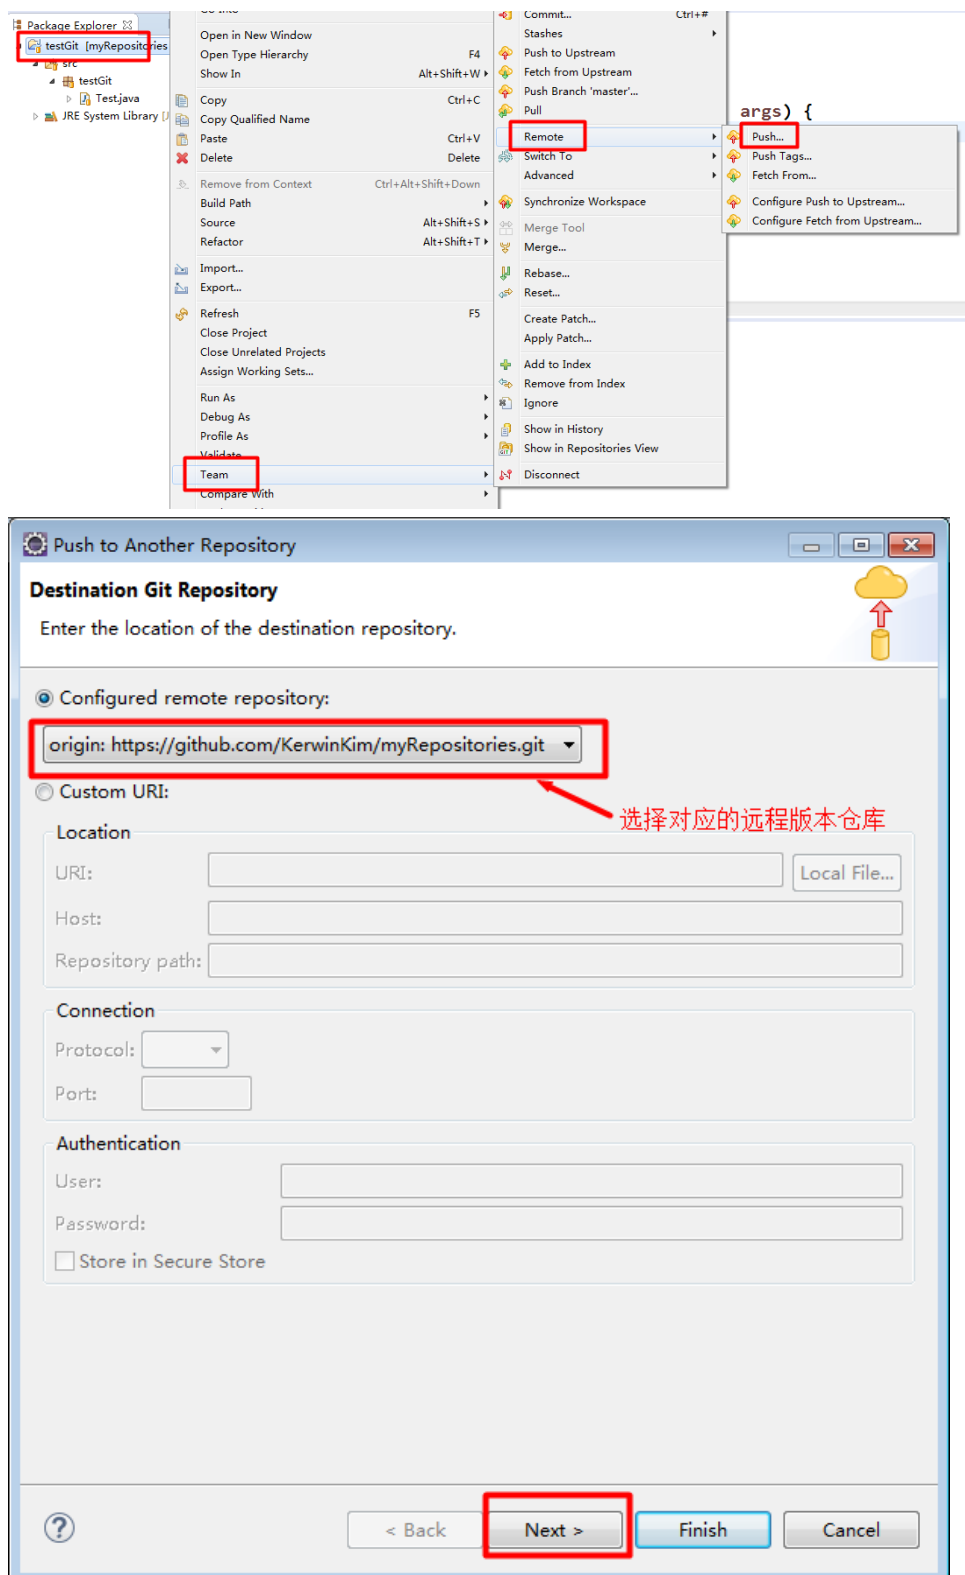 Package Explorer
testGit [myRepositories
src
testGit
Test.java
JRE System Library [J
Open in New Window
Open Type Hierarchy F4
Show In Alt+Shift+W
Copy Ctrl+C
Copy Qualified Name
Paste Ctrl+V
Delete Delete
Remove from Context Ctrl+Alt+Shift+Down
Build Path
Source Alt+Shift+S
Refactor Alt+Shift+T
Import...
Export...
Refresh F5
Close Project
Close Unrelated Projects
Assign Working Sets...
Run As
Debug As
Profile As
Validate
Team
Compare With
Commit... Ctrl+#
Stashes
Push to Upstream
Fetch from Upstream
Push Branch 'master'...
Pull
Remote
Switch To
Advanced
Synchronize Workspace
Merge Tool
Merge...
Rebase...
Reset...
Create Patch...
Apply Patch...
Add to Index
Remove from Index
Ignore
Show in History
Show in Repositories View
Disconnect
args) {
Push...
Push Tags...
Fetch From...
Configure Push to Upstream...
Configure Fetch from Upstream...
Push to Another Repository
Destination Git Repository
Enter the location of the destination repository.
Configured remote repository:
origin: https://github.com/KerwinKim/myRepositories.git
Custom URI:
选择对应的远程版本仓库
Location
URI:
Local File...
Host:
Repository path:
Connection
Protocol:
Port:
Authentication
User:
Password:
Store in Secure Store
?
< Back Next > Finish Cancel